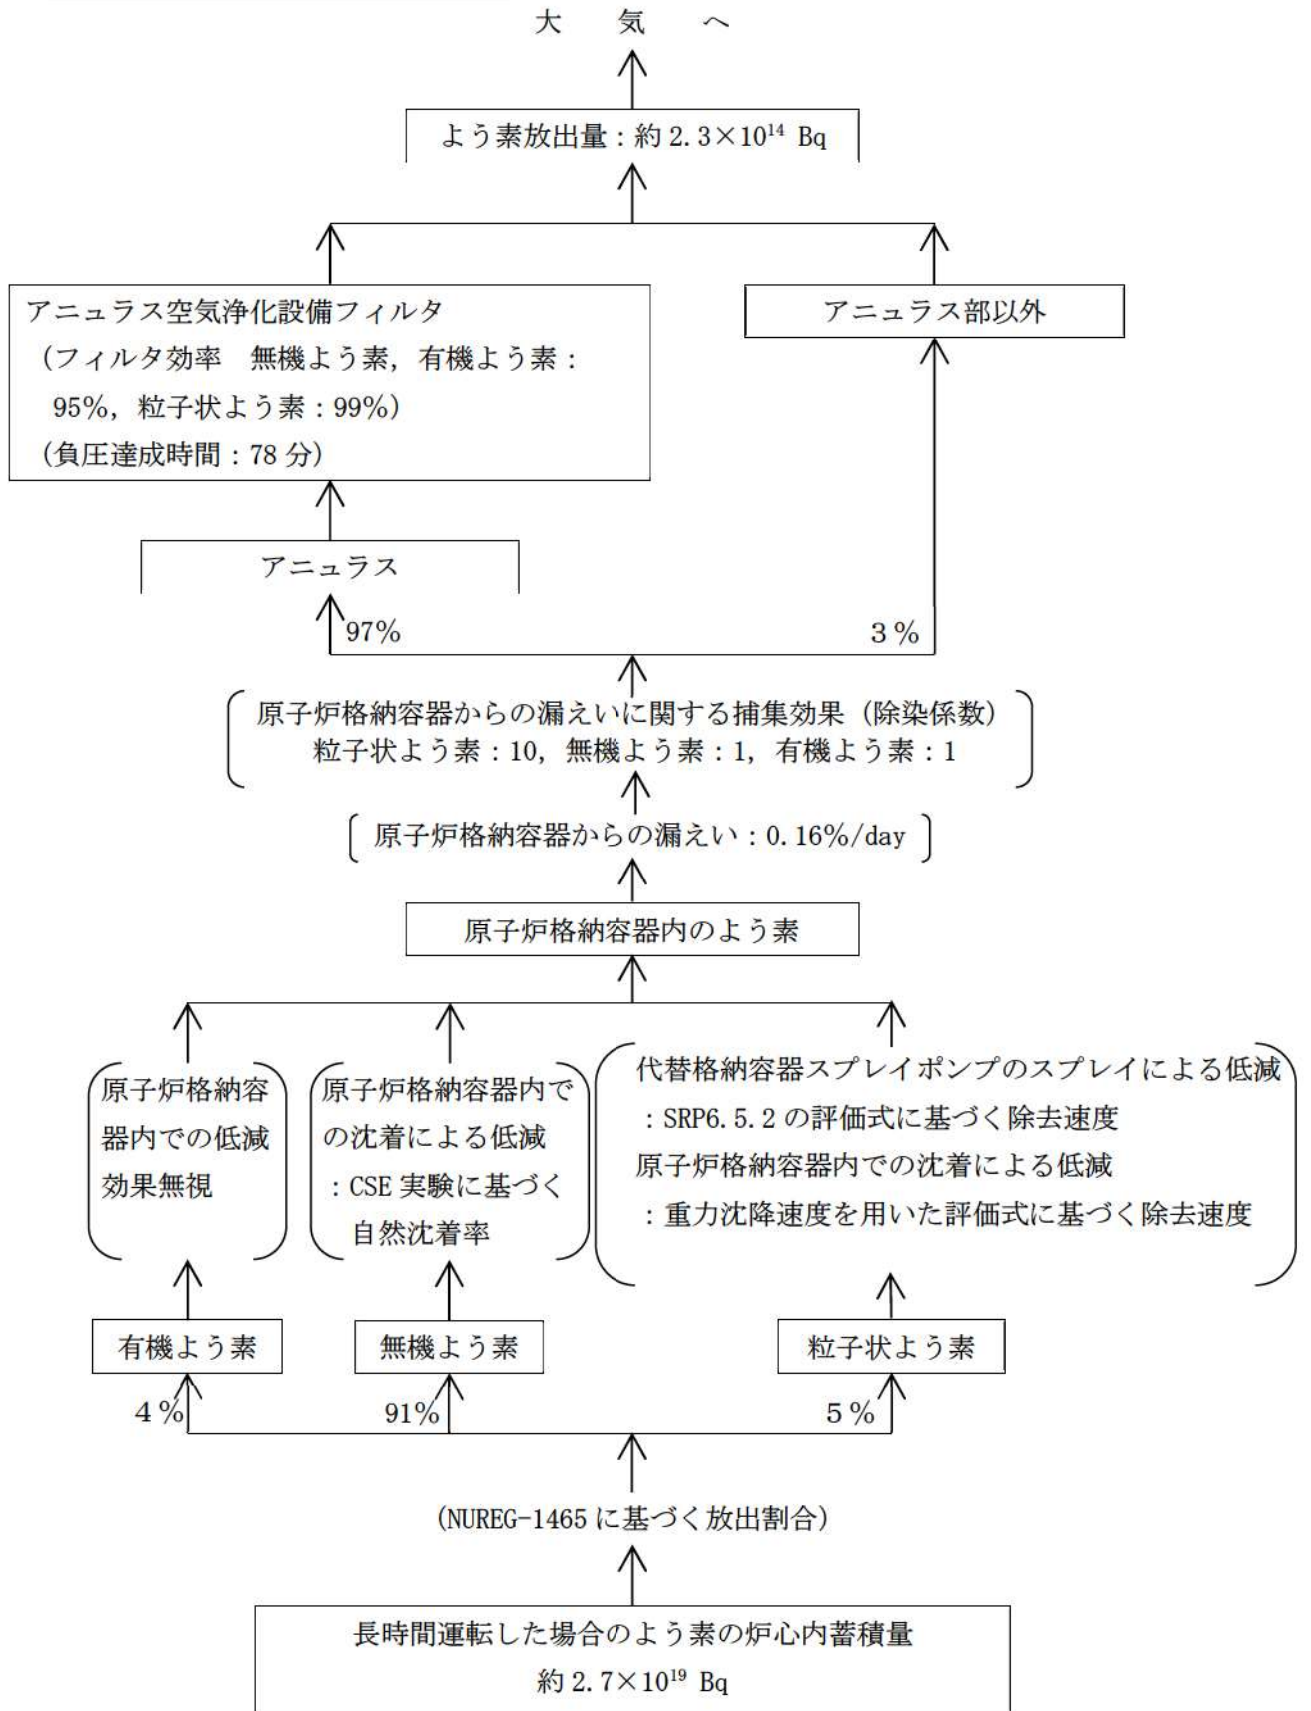 大　気　へ
よう素放出量：約 2.3×10¹⁴ Bq
アニュラス空気浄化設備フィルタ
（フィルタ効率　無機よう素，有機よう素：
95%，粒子状よう素：99%）
（負圧達成時間：78 分）
アニュラス部以外
アニュラス
97%
3％
原子炉格納容器からの漏えいに関する捕集効果（除染係数）
粒子状よう素：10，無機よう素：1，有機よう素：1
原子炉格納容器からの漏えい：0.16%/day
原子炉格納容器内のよう素
原子炉格納容
器内での低減
効果無視
原子炉格納容器内で
の沈着による低減
：CSE 実験に基づく
自然沈着率
代替格納容器スプレイポンプのスプレイによる低減
：SRP6.5.2 の評価式に基づく除去速度
原子炉格納容器内での沈着による低減
：重力沈降速度を用いた評価式に基づく除去速度
有機よう素
無機よう素
粒子状よう素
4％
91%
5％
（NUREG-1465 に基づく放出割合）
長時間運転した場合のよう素の炉心内蓄積量
約 2.7×10¹⁹ Bq